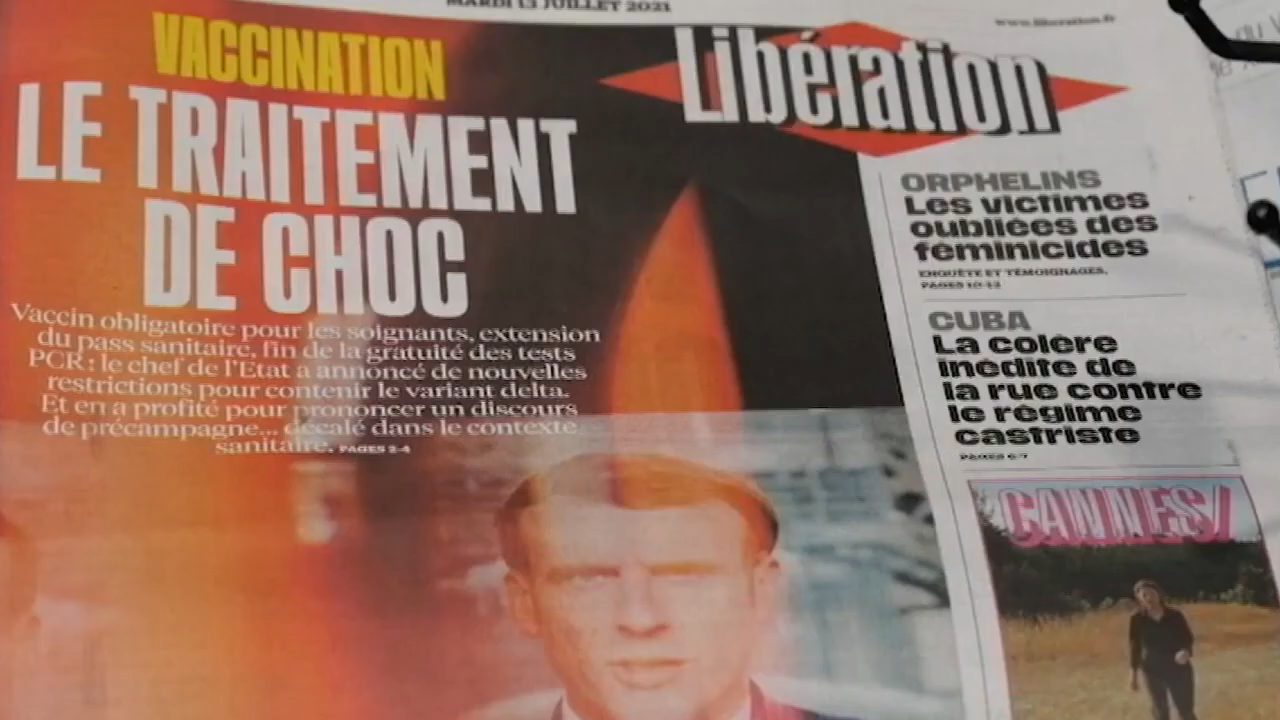 MARDI 13 JUILLET 2021
www.liberation.fr
VACCINATION
LE TRAITEMENT
DE CHOC
Vaccin obligatoire pour les soignants, extension
du pass sanitaire, fin de la gratuité des tests
PCR : le chef de l'Etat a annoncé de nouvelles
restrictions pour contenir le variant delta.
Et en a profité pour prononcer un discours
de précampagne... décalé dans le contexte
sanitaire. PAGES 2-4
Libération
ORPHELINS
Les victimes
oubliées des
féminicides
ENQUÊTE ET TÉMOIGNAGES,
PAGES 10-12
CUBA
La colère
inédite de
la rue contre
le régime
castriste
PAGES 6-7
CANNES/